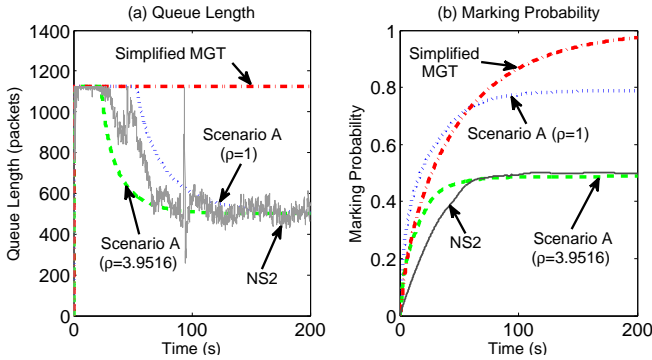 (a) Queue Length
Queue Length (packets)
1400
1200
1000
800
600
400
200
0
0
100
200
Time (s)
Simplified MGT
Scenario A
(ρ=1)
Scenario A
(ρ=3.9516)
NS2
(b) Marking Probability
Marking Probability
1
0.8
0.6
0.4
0.2
0
0
50
100
150
200
Time (s)
Simplified
MGT
Scenario A (ρ=1)
NS2
Scenario A
(ρ=3.9516)